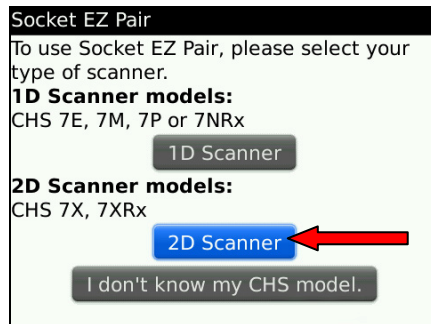 Socket EZ Pair
To use Socket EZ Pair, please select your
type of scanner.
1D Scanner models:
CHS 7E, 7M, 7P or 7NRx
1D Scanner
2D Scanner models:
CHS 7X, 7XRx
2D Scanner
I don't know my CHS model.